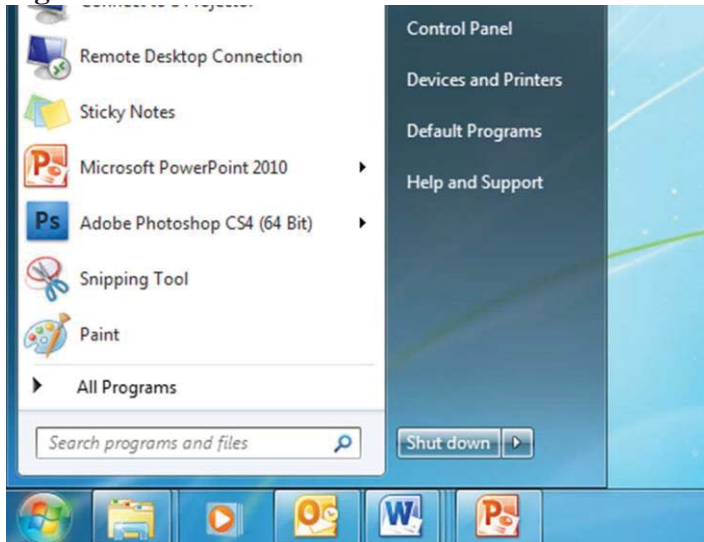 Remote Desktop Connection
Sticky Notes
Microsoft PowerPoint 2010
Ps Adobe Photoshop CS4 (64 Bit)
Snipping Tool
Paint
All Programs
Search programs and files
Control Panel
Devices and Printers
Default Programs
Help and Support
Shut down